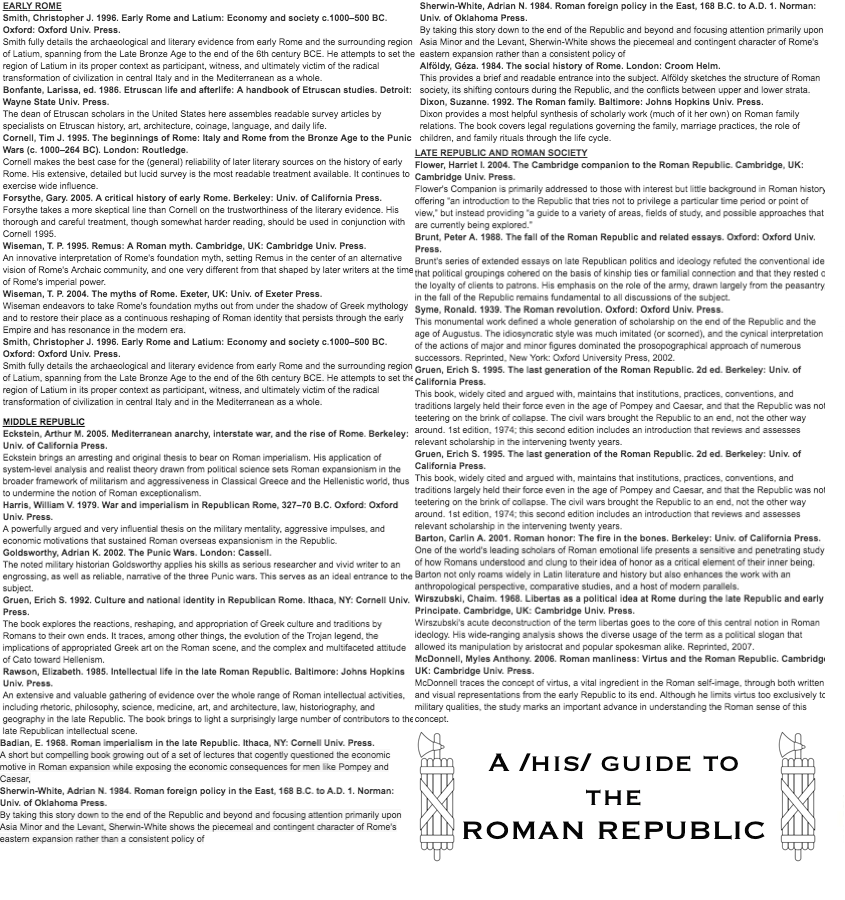 EARLY ROME
Smith, Christopher J. 1996. Early Rome and Latium: Economy and society c.1000–500 BC.
Oxford: Oxford Univ. Press.
Smith fully details the archaeological and literary evidence from early Rome and the surrounding region
of Latium, spanning from the Late Bronze Age to the end of the 6th century BCE. He attempts to set the
region of Latium in its proper context as participant, witness, and ultimately victim of the radical
transformation of civilization in central Italy and in the Mediterranean as a whole.
Bonfante, Larissa, ed. 1986. Etruscan life and afterlife: A handbook of Etruscan studies. Detroit:
Wayne State Univ. Press.
The dean of Etruscan scholars in the United States here assembles readable survey articles by
specialists on Etruscan history, art, architecture, coinage, language, and daily life.
Cornell, Tim J. 1995. The beginnings of Rome: Italy and Rome from the Bronze Age to the Punic
Wars (c. 1000–264 BC). London: Routledge.
Cornell makes the best case for the (general) reliability of later literary sources on the history of early
Rome. His extensive, detailed but lucid survey is the most readable treatment available. It continues to
exercise wide influence.
Forsythe, Gary. 2005. A critical history of early Rome. Berkeley: Univ. of California Press.
Forsythe takes a more skeptical line than Cornell on the trustworthiness of the literary evidence. His
thorough and careful treatment, though somewhat harder reading, should be used in conjunction with
Cornell 1995.
Wiseman, T. P. 1995. Remus: A Roman myth. Cambridge, UK: Cambridge Univ. Press.
An innovative interpretation of Rome's foundation myth, setting Remus in the center of an alternative
vision of Rome's Archaic community, and one very different from that shaped by later writers at the time
of Rome's imperial power.
Wiseman, T. P. 2004. The myths of Rome. Exeter, UK: Univ. of Exeter Press.
Wiseman endeavors to take Rome's foundation myths out from under the shadow of Greek mythology
and to restore their place as a continuous reshaping of Roman identity that persists through the early
Empire and has resonance in the modern era.
Smith, Christopher J. 1996. Early Rome and Latium: Economy and society c.1000–500 BC.
Oxford: Oxford Univ. Press.
Smith fully details the archaeological and literary evidence from early Rome and the surrounding region
of Latium, spanning from the Late Bronze Age to the end of the 6th century BCE. He attempts to set the
region of Latium in its proper context as participant, witness, and ultimately victim of the radical
transformation of civilization in central Italy and in the Mediterranean as a whole.
MIDDLE REPUBLIC
Eckstein, Arthur M. 2005. Mediterranean anarchy, interstate war, and the rise of Rome. Berkeley:
Univ. of California Press.
Eckstein brings an arresting and original thesis to bear on Roman imperialism. His application of
system-level analysis and realist theory drawn from political science sets Roman expansionism in the
broader framework of militarism and aggressiveness in Classical Greece and the Hellenistic world, thus
to undermine the notion of Roman exceptionalism.
Harris, William V. 1979. War and imperialism in Republican Rome, 327–70 B.C. Oxford: Oxford
Univ. Press.
A powerfully argued and very influential thesis on the military mentality, aggressive impulses, and
economic motivations that sustained Roman overseas expansionism in the Republic.
Goldsworthy, Adrian K. 2002. The Punic Wars. London: Cassell.
The noted military historian Goldsworthy applies his skills as serious researcher and vivid writer to an
engrossing, as well as reliable, narrative of the three Punic wars. This serves as an ideal entrance to the
subject.
Gruen, Erich S. 1992. Culture and national identity in Republican Rome. Ithaca, NY: Cornell Univ.
Press.
The book explores the reactions, reshaping, and appropriation of Greek culture and traditions by
Romans to their own ends. It traces, among other things, the evolution of the Trojan legend, the
implications of appropriated Greek art on the Roman scene, and the complex and multifaceted attitude
of Cato toward Hellenism.
Rawson, Elizabeth. 1985. Intellectual life in the late Roman Republic. Baltimore: Johns Hopkins
Univ. Press.
An extensive and valuable gathering of evidence over the whole range of Roman intellectual activities,
including rhetoric, philosophy, science, medicine, art, and architecture, law, historiography, and
geography in the late Republic. The book brings to light a surprisingly large number of contributors to the
late Republican intellectual scene.
Badian, E. 1968. Roman imperialism in the late Republic. Ithaca, NY: Cornell Univ. Press.
A short but compelling book growing out of a set of lectures that cogently questioned the economic
motive in Roman expansion while exposing the economic consequences for men like Pompey and
Caesar,
Sherwin-White, Adrian N. 1984. Roman foreign policy in the East, 168 B.C. to A.D. 1. Norman:
Univ. of Oklahoma Press.
By taking this story down to the end of the Republic and beyond and focusing attention primarily upon
Asia Minor and the Levant, Sherwin-White shows the piecemeal and contingent character of Rome's
eastern expansion rather than a consistent policy of
Sherwin-White, Adrian N. 1984. Roman foreign policy in the East, 168 B.C. to A.D. 1. Norman:
Univ. of Oklahoma Press.
By taking this story down to the end of the Republic and beyond and focusing attention primarily upon
Asia Minor and the Levant, Sherwin-White shows the piecemeal and contingent character of Rome's
eastern expansion rather than a consistent policy of
Alföldy, Géza. 1984. The social history of Rome. London: Croom Helm.
This provides a brief and readable entrance into the subject. Alföldy sketches the structure of Roman
society, its shifting contours during the Republic, and the conflicts between upper and lower strata.
Dixon, Suzanne. 1992. The Roman family. Baltimore: Johns Hopkins Univ. Press.
Dixon provides a most helpful synthesis of scholarly work (much of it her own) on Roman family
relations. The book covers legal regulations governing the family, marriage practices, the role of
children, and family rituals through the life cycle.
LATE REPUBLIC AND ROMAN SOCIETY
Flower, Harriet I. 2004. The Cambridge companion to the Roman Republic. Cambridge, UK:
Cambridge Univ. Press.
Flower's Companion is primarily addressed to those with interest but little background in Roman history
offering “an introduction to the Republic that tries not to privilege a particular time period or point of
view,” but instead providing “a guide to a variety of areas, fields of study, and possible approaches that
are currently being explored.”
Brunt, Peter A. 1988. The fall of the Roman Republic and related essays. Oxford: Oxford Univ.
Press.
Brunt's series of extended essays on late Republican politics and ideology refuted the conventional ide
that political groupings cohered on the basis of kinship ties or familial connection and that they rested o
the loyalty of clients to patrons. His emphasis on the role of the army, drawn largely from the peasantry
in the fall of the Republic remains fundamental to all discussions of the subject.
Syme, Ronald. 1939. The Roman revolution. Oxford: Oxford Univ. Press.
This monumental work defined a whole generation of scholarship on the end of the Republic and the
age of Augustus. The idiosyncratic style was much imitated (or scorned), and the cynical interpretation
of the actions of major and minor figures dominated the prosopographical approach of numerous
successors. Reprinted, New York: Oxford University Press, 2002.
Gruen, Erich S. 1995. The last generation of the Roman Republic. 2d ed. Berkeley: Univ. of
California Press.
This book, widely cited and argued with, maintains that institutions, practices, conventions, and
traditions largely held their force even in the age of Pompey and Caesar, and that the Republic was not
teetering on the brink of collapse. The civil wars brought the Republic to an end, not the other way
around. 1st edition, 1974; this second edition includes an introduction that reviews and assesses
relevant scholarship in the intervening twenty years.
Gruen, Erich S. 1995. The last generation of the Roman Republic. 2d ed. Berkeley: Univ. of
California Press.
This book, widely cited and argued with, maintains that institutions, practices, conventions, and
traditions largely held their force even in the age of Pompey and Caesar, and that the Republic was not
teetering on the brink of collapse. The civil wars brought the Republic to an end, not the other way
around. 1st edition, 1974; this second edition includes an introduction that reviews and assesses
relevant scholarship in the intervening twenty years.
Barton, Carlin A. 2001. Roman honor: The fire in the bones. Berkeley: Univ. of California Press.
One of the world's leading scholars of Roman emotional life presents a sensitive and penetrating study
of how Romans understood and clung to their idea of honor as a critical element of their inner being.
Barton not only roams widely in Latin literature and history but also enhances the work with an
anthropological perspective, comparative studies, and a host of modern parallels.
Wirszubski, Chaim. 1968. Libertas as a political idea at Rome during the late Republic and early
Principate. Cambridge, UK: Cambridge Univ. Press.
Wirszubski's acute deconstruction of the term libertas goes to the core of this central notion in Roman
ideology. His wide-ranging analysis shows the diverse usage of the term as a political slogan that
allowed its manipulation by aristocrat and popular spokesman alike. Reprinted, 2007.
McDonnell, Myles Anthony. 2006. Roman manliness: Virtus and the Roman Republic. Cambridge
UK: Cambridge Univ. Press.
McDonnell traces the concept of virtus, a vital ingredient in the Roman self-image, through both written
and visual representations from the early Republic to its end. Although he limits virtus too exclusively to
military qualities, the study marks an important advance in understanding the Roman sense of this
concept.
A /HIS/ GUIDE TO
THE
ROMAN REPUBLIC